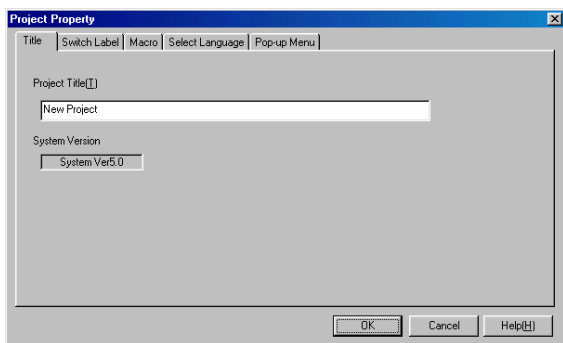 Project Property
Title Switch Label Macro Select Language Pop-up Menu
Project Title(T)
New Project
System Version
System Ver5.0
OK Cancel Help(H)